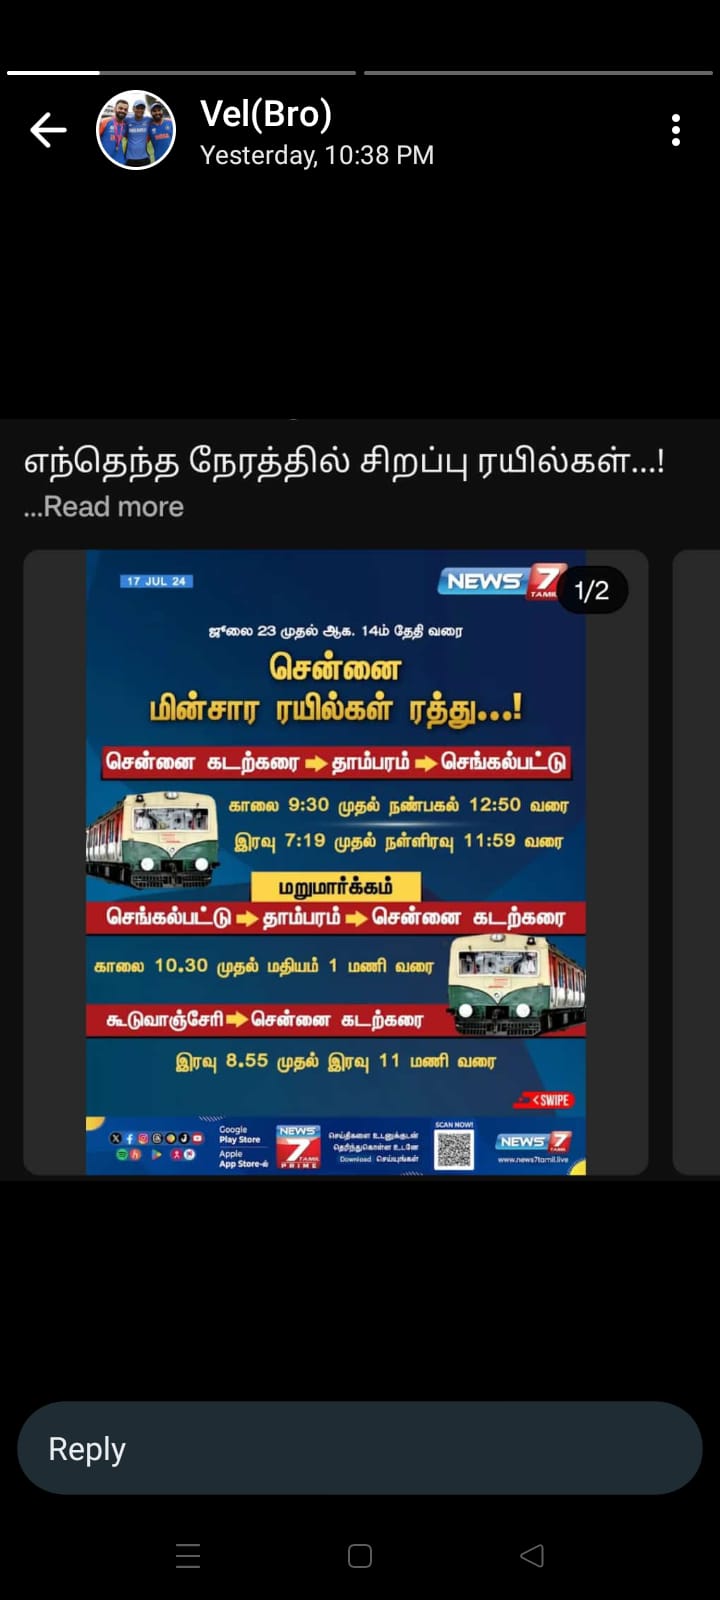 Vel(Bro)
Yesterday, 10:38 PM
எந்தெந்த நேரத்தில் சிறப்பு ரயில்கள்...!
...Read more
17 JUL 24
NEWS 7 TAMIL
1/2
ஜூலை 23 முதல் ஆக. 14ம் தேதி வரை
சென்னை
மின்சார ரயில்கள் ரத்து...!
சென்னை கடற்கரை ➡ தாம்பரம் ➡ செங்கல்பட்டு
காலை 9:30 முதல் நண்பகல் 12:50 வரை
இரவு 7:19 முதல் நள்ளிரவு 11:59 வரை
மறுமார்க்கம்
செங்கல்பட்டு ➡ தாம்பரம் ➡ சென்னை கடற்கரை
காலை 10.30 முதல் மதியம் 1 மணி வரை
கூடுவாஞ்சேரி ➡ சென்னை கடற்கரை
இரவு 8.55 முதல் இரவு 11 மணி வரை
< SWIPE
Google
Play Store
Apple
App Store-ல்
NEWS 7 TAMIL PRIME
செய்திகளை உடனுக்குடன்
தெரிந்துகொள்ள உடனே
Download செய்யுங்கள்
SCAN NOW!
NEWS 7 TAMIL
www.news7tamil.live
Reply